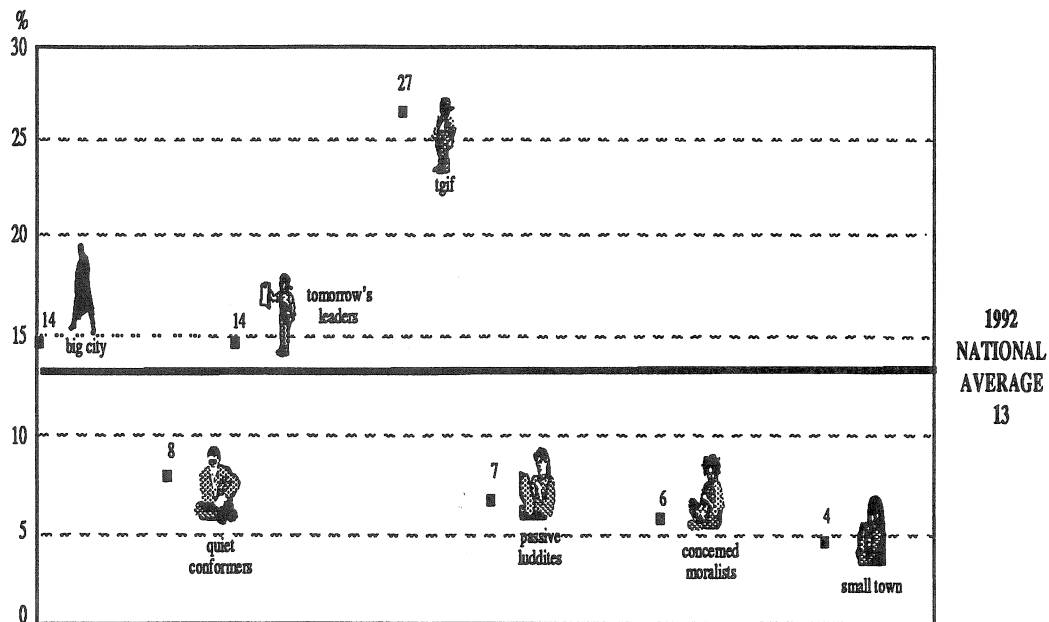 %
30
27
25
tgif
20
tomorrow's
leaders
14
14
15
big city
1992
NATIONAL
AVERAGE
13
10
8
7
6
5
4
quiet
conformers
passive
luddites
concerned
moralists
small town
0